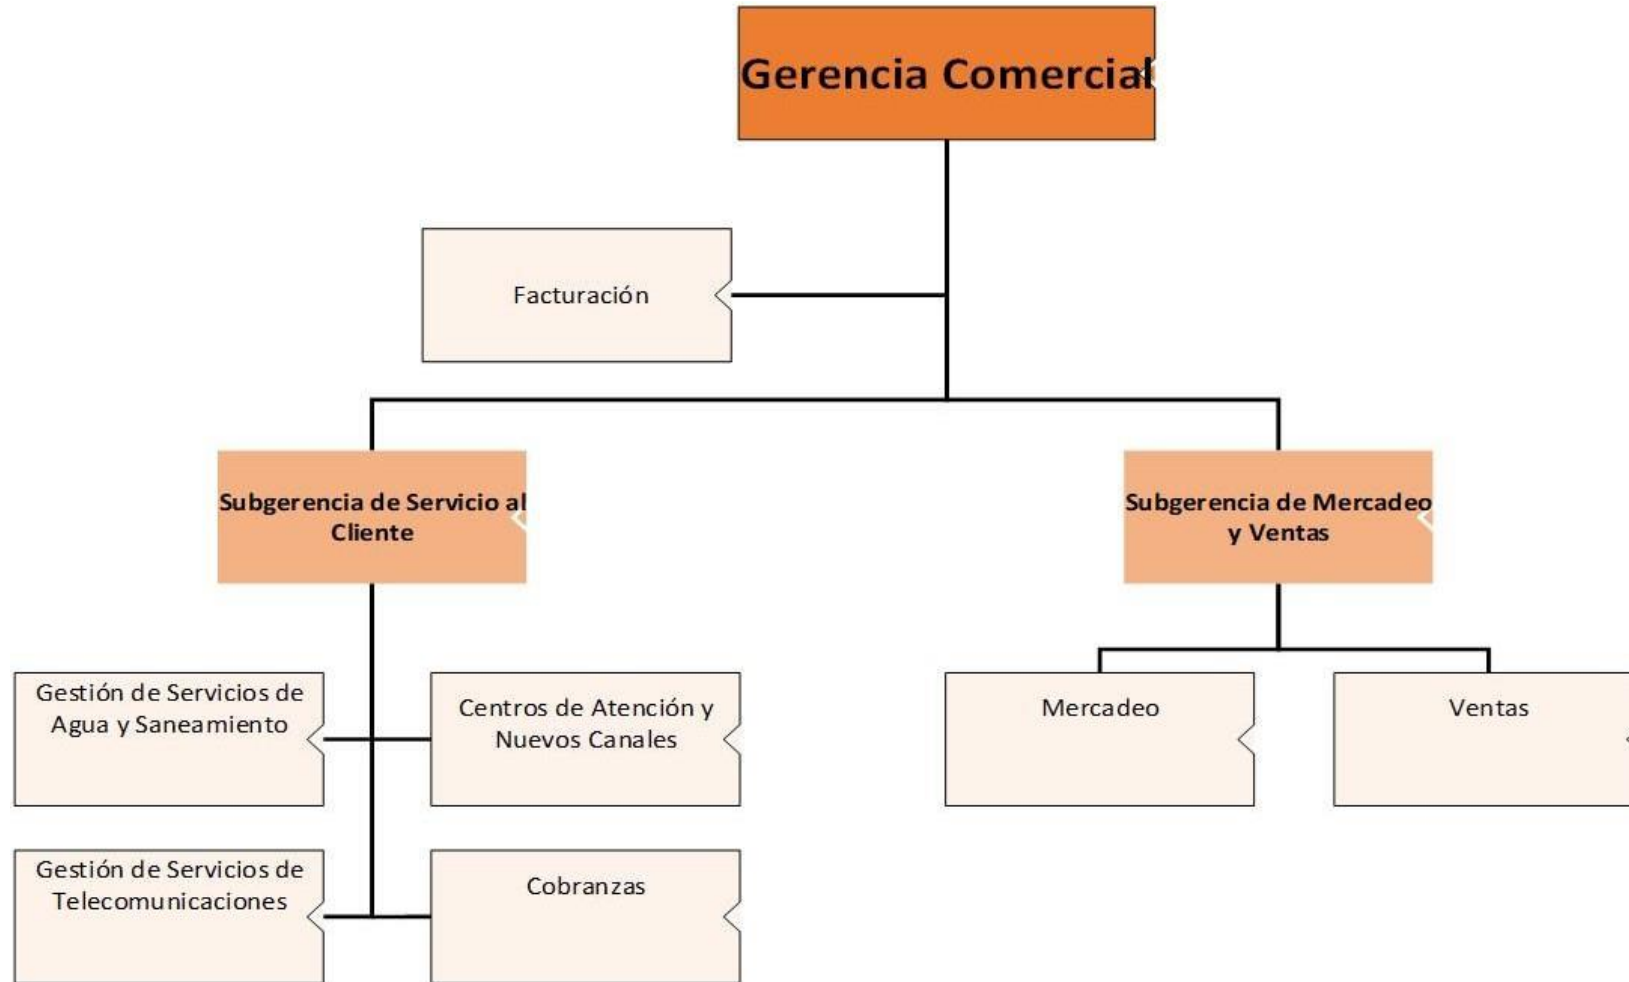 Gerencia Comercial
Facturación
Subgerencia de Servicio al
Cliente
Subgerencia de Mercadeo
y Ventas
Gestión de Servicios de
Agua y Saneamiento
Centros de Atención y
Nuevos Canales
Mercadeo
Ventas
Gestión de Servicios de
Telecomunicaciones
Cobranzas